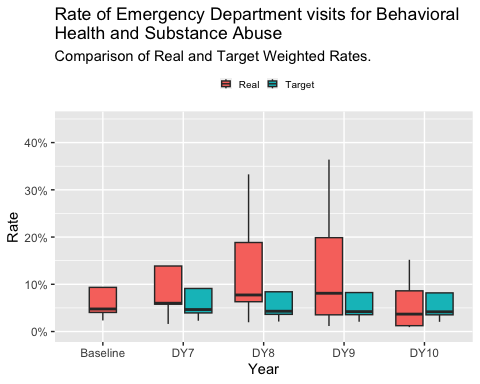 Rate of Emergency Department visits for Behavioral
Health and Substance Abuse
Comparison of Real and Target Weighted Rates.
Real Target
40%
30%
20%
10%
0%
Rate
Baseline DY7 DY8 DY9 DY10
Year